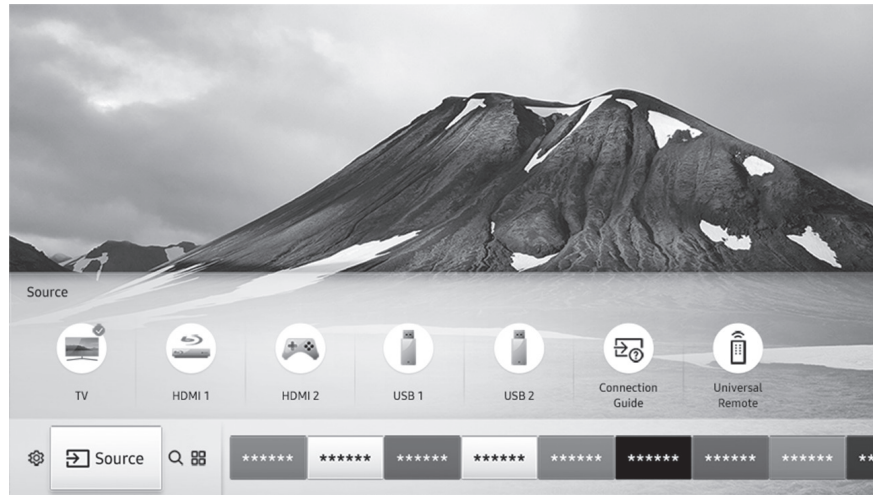 Source
TV
HDMI 1
HDMI 2
USB 1
USB 2
Connection
Guide
Universal
Remote
Source
****** ****** ****** ****** ****** ****** ****** ****** **